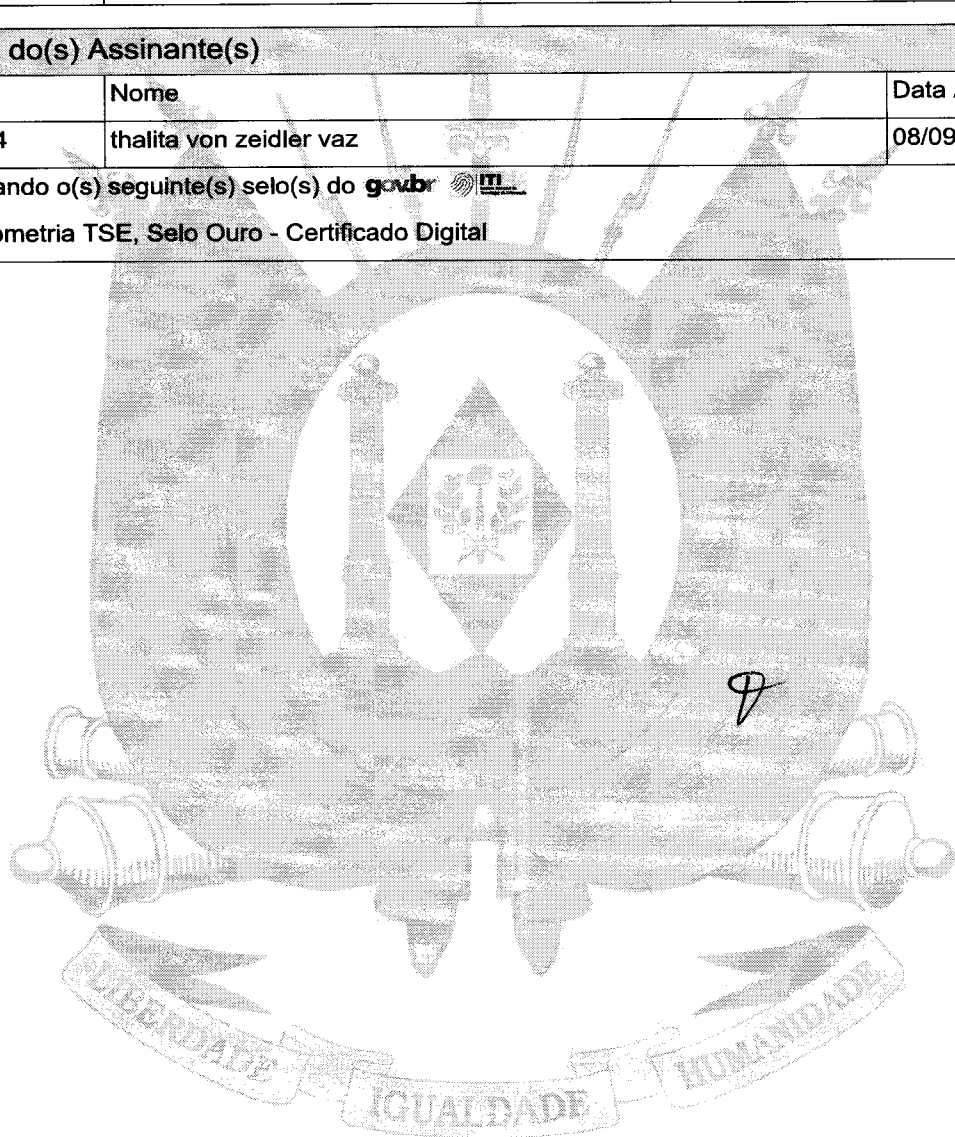 do(s) Assinante(s)
Nome
Data
4
thalita von zeidler vaz
08/09
ando o(s) seguinte(s) selo(s) do gov.br ITI
ometria TSE, Selo Ouro - Certificado Digital
LIBERDADE
IGUALDADE
HUMANIDADE